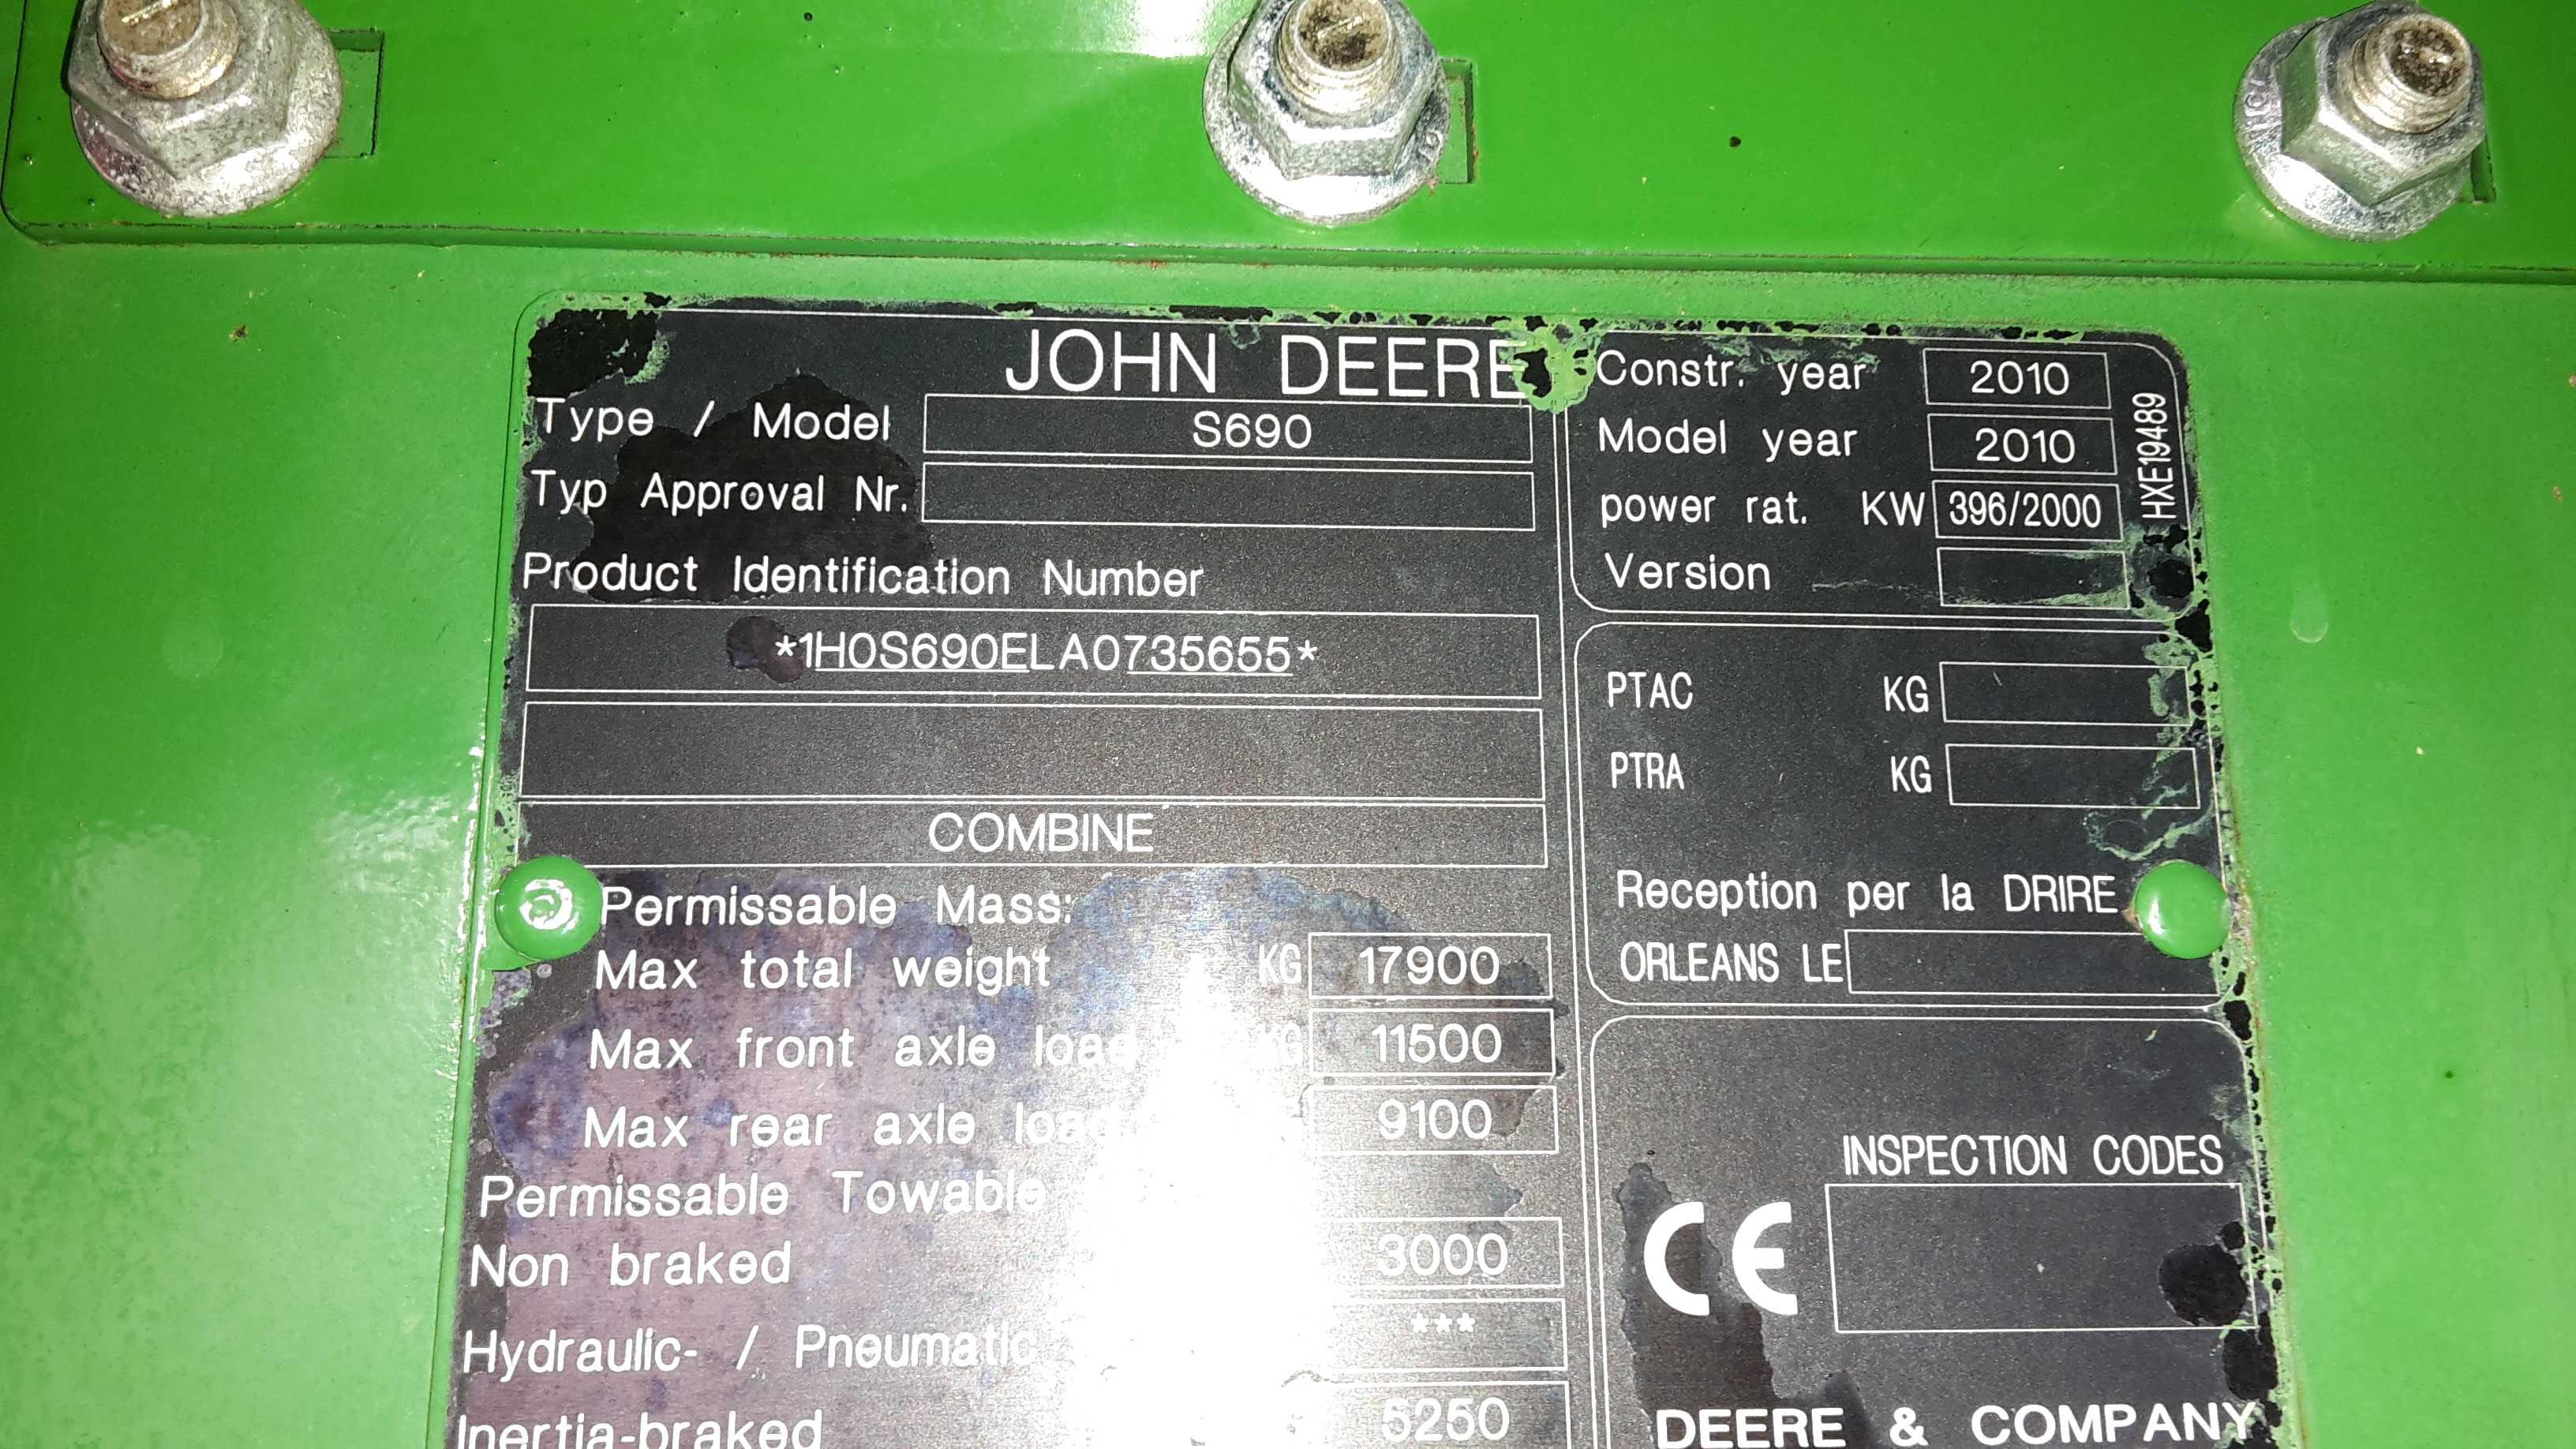 JOHN DEERE
Type / Model S690
Typ Approval Nr.
Product Identification Number
*1H0S690ELA0735655*
COMBINE
Permissable Mass:
Max total weight KG 17900
Max front axle load KG 11500
Max rear axle load 9100
Permissable Towable
Non braked 3000
Hydraulic- / Pneumatic ***
Inertia-braked 5250
Constr. year 2010
Model year 2010
power rat. KW 396/2000
Version
HXE19489
PTAC KG
PTRA KG
Reception per la DRIRE
ORLEANS LE
INSPECTION CODES
CE
DEERE & COMPANY